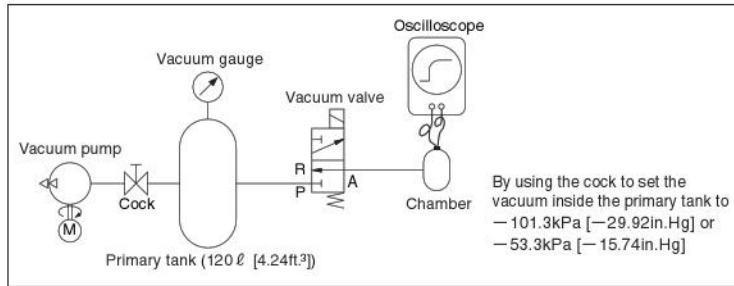 Oscilloscope
Vacuum gauge
Vacuum valve
Vacuum pump
R
A
P
Cock
Chamber
M
Primary tank (120ℓ [4.24ft.³])
By using the cock to set the
vacuum inside the primary tank to
−101.3kPa [−29.92in.Hg] or
−53.3kPa [−15.74in.Hg]